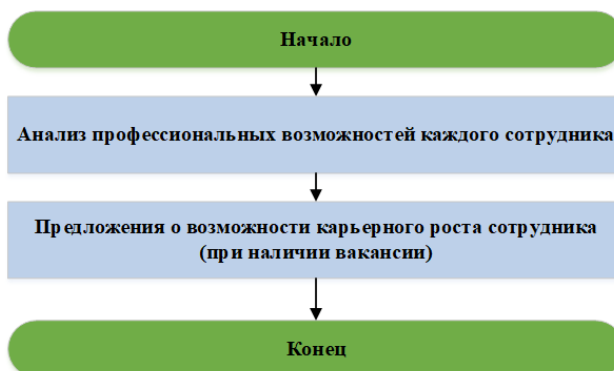 Начало
Анализ профессиональных возможностей каждого сотрудника
Предложения о возможности карьерного роста сотрудника
(при наличии вакансии)
Конец